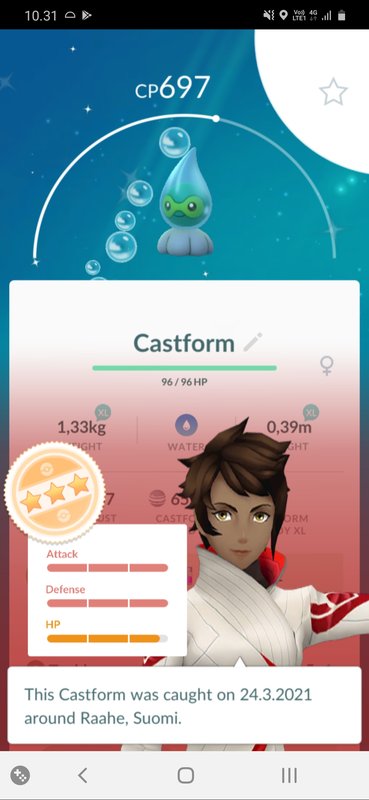 10.31
Vo)) 4G
LTE1
CP697
Castform
96 / 96 HP
XL XL
1,33kg 0,39m
WATER
Attack
Defense
HP
This Castform was caught on 24.3.2021
around Raahe, Suomi.